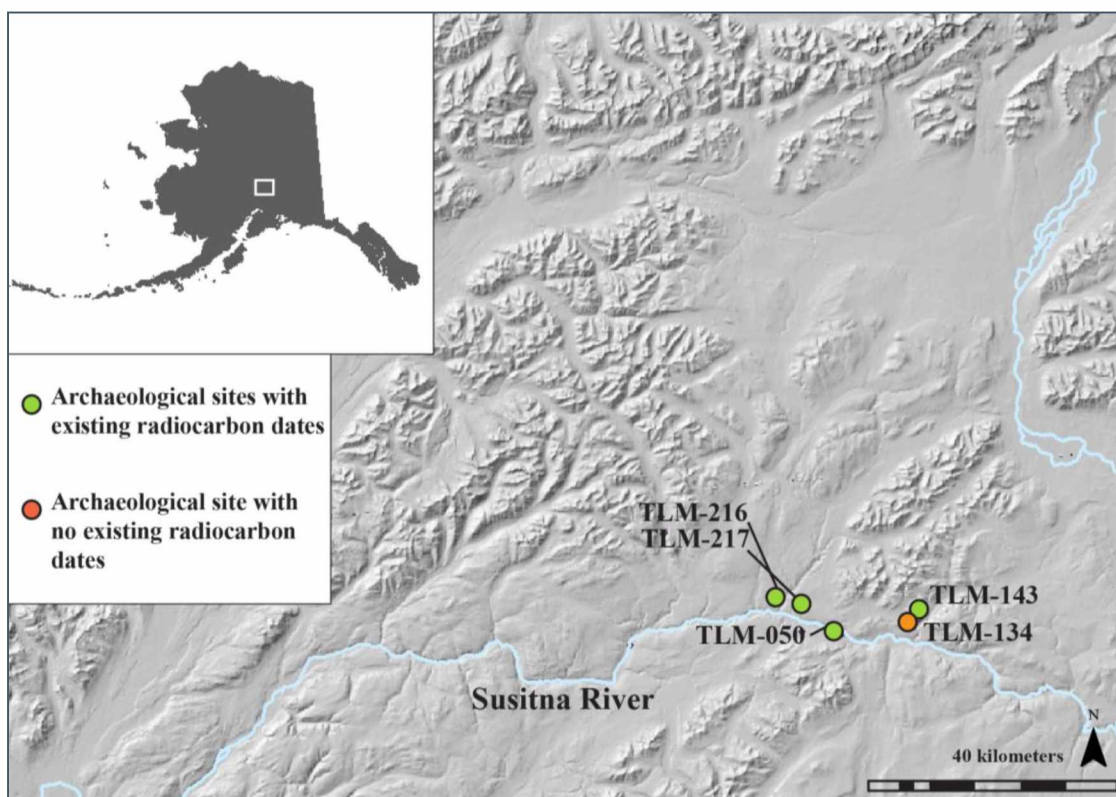 Archaeological sites with
existing radiocarbon dates
Archaeological site with
no existing radiocarbon
dates
TLM-216
TLM-217
TLM-143
TLM-050
TLM-134
Susitna River
N
40 kilometers